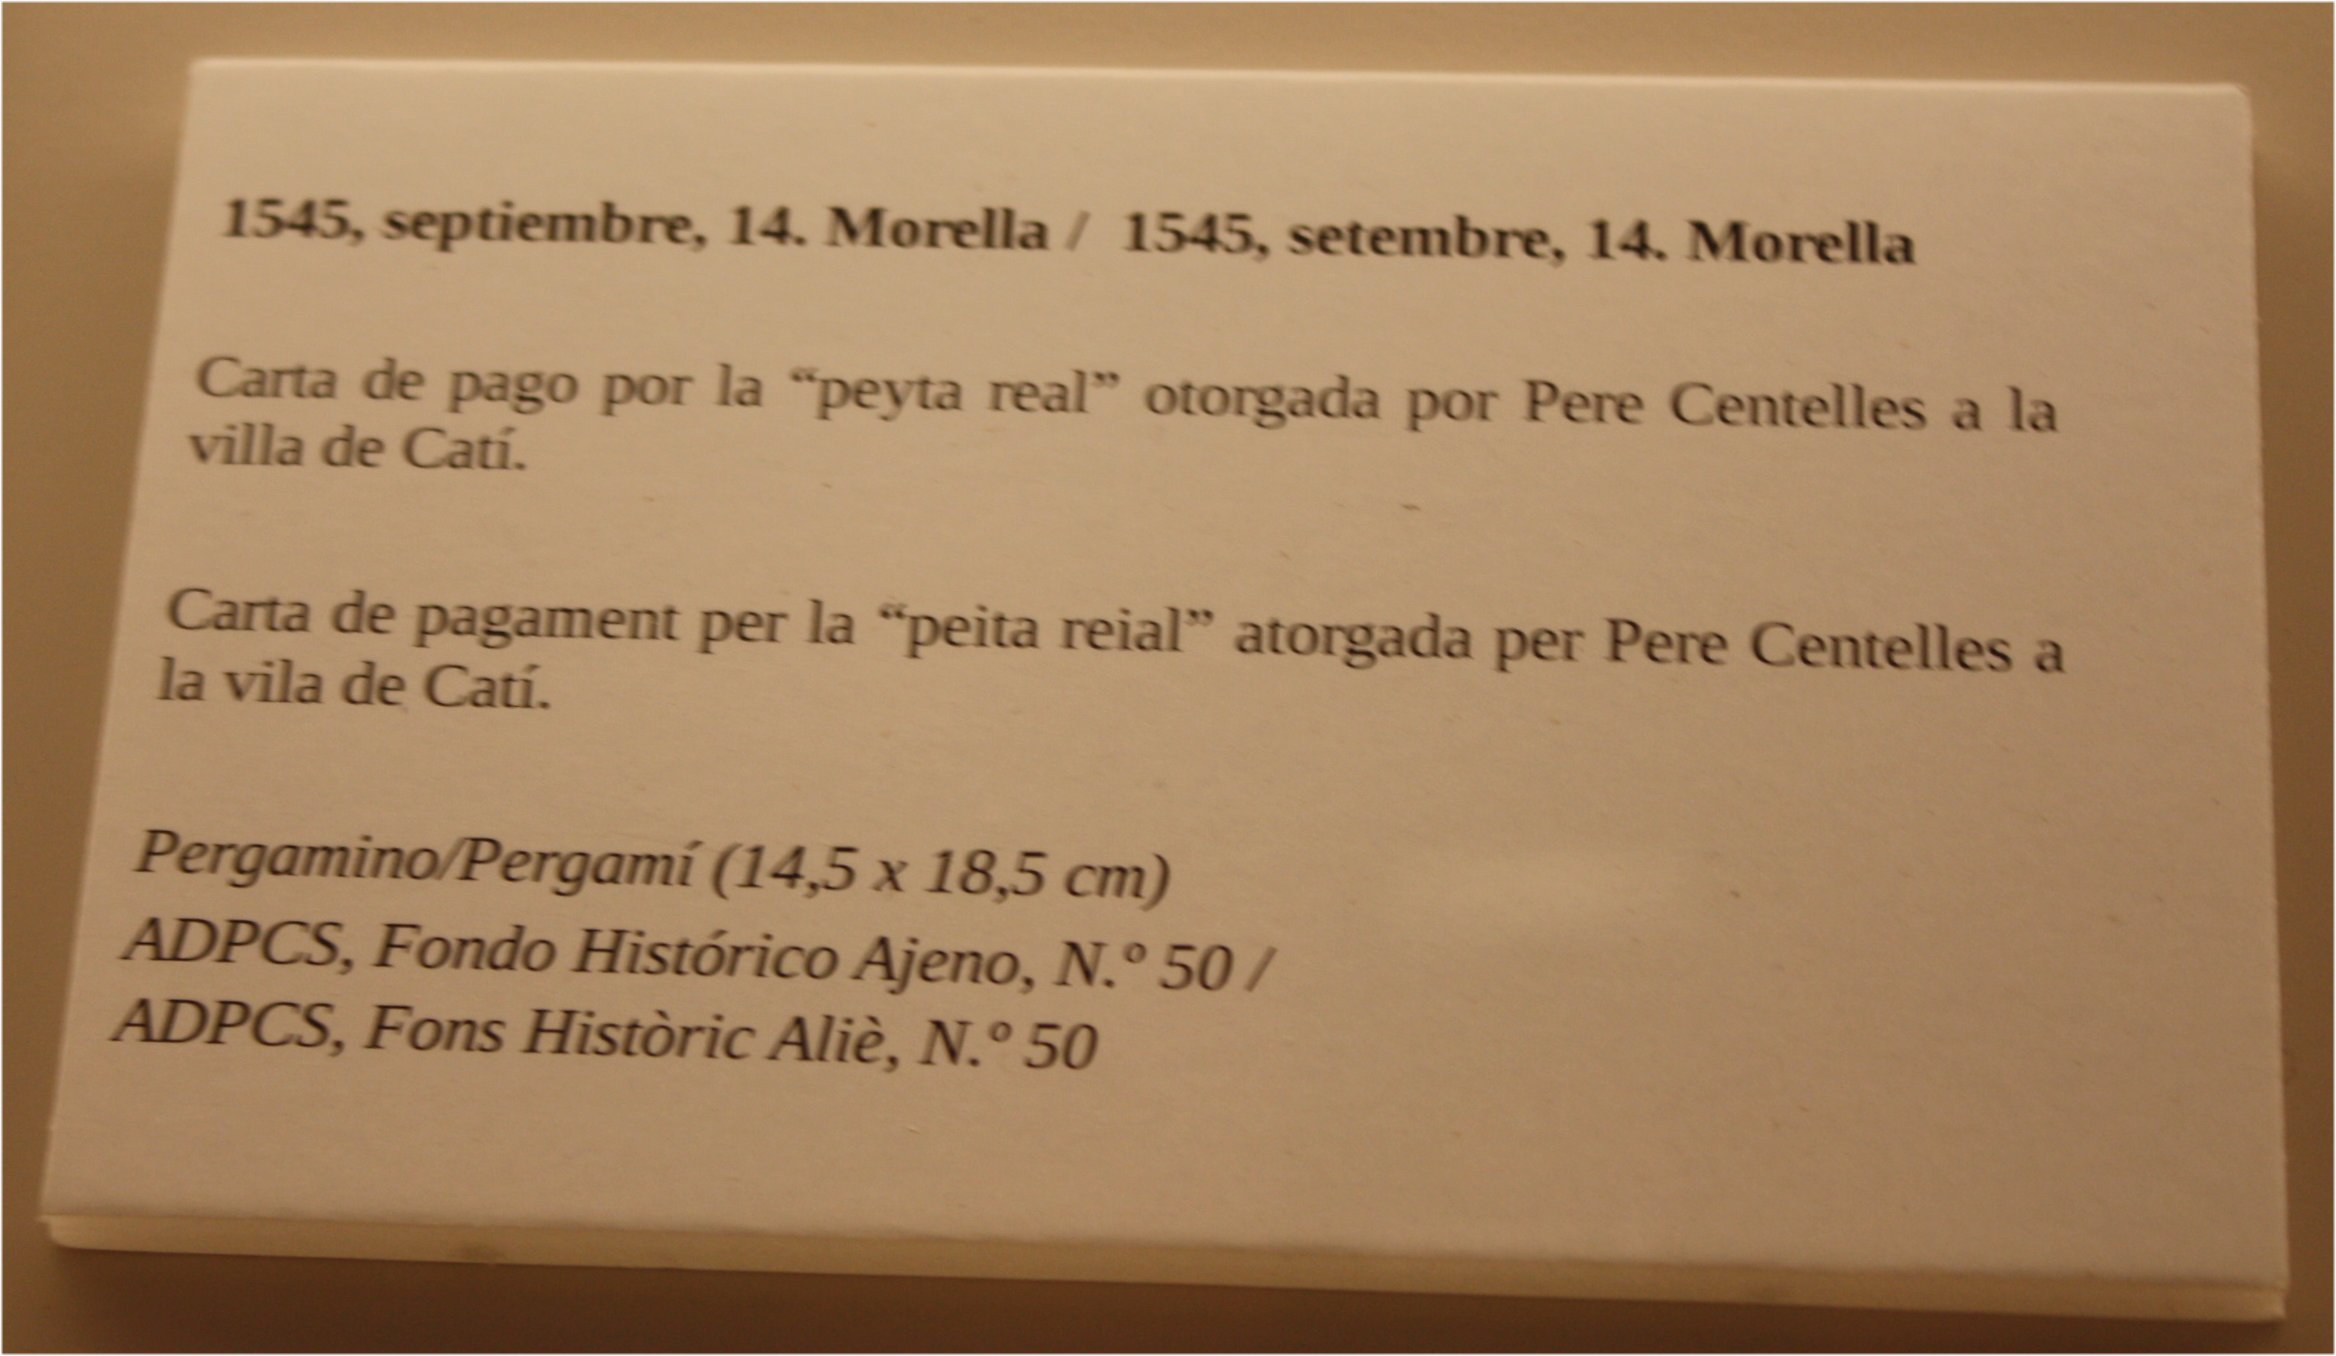 1545, septiembre, 14. Morella / 1545, setembre, 14. Morella
Carta de pago por la “peyta real” otorgada por Pere Centelles a la
villa de Catí.
Carta de pagament per la “peita reial” atorgada per Pere Centelles a
la vila de Catí.
Pergamino/Pergamí (14,5 x 18,5 cm)
ADPCS, Fondo Histórico Ajeno, N.º 50 /
ADPCS, Fons Històric Aliè, N.º 50